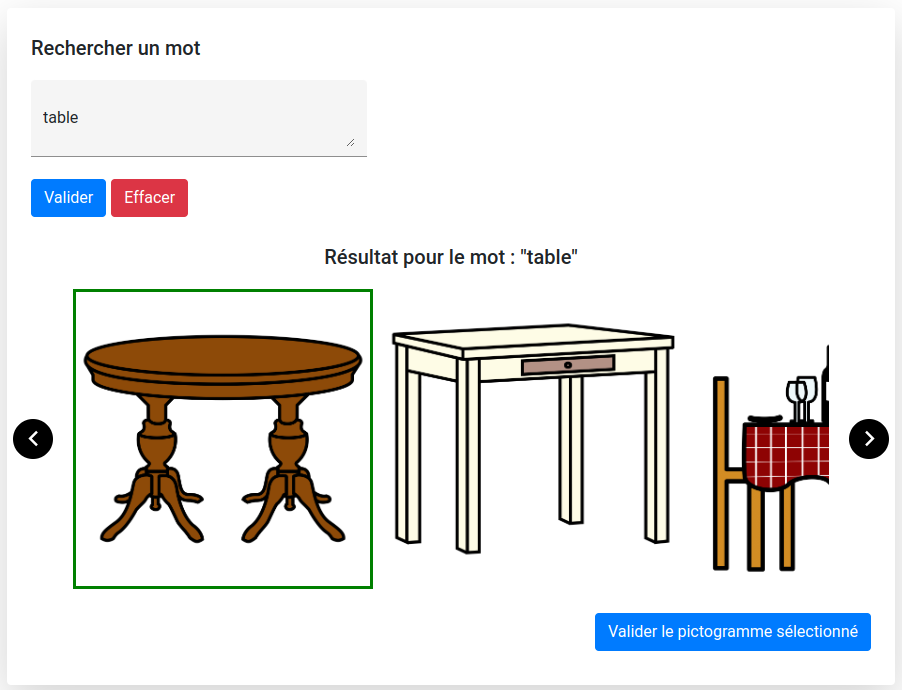 Rechercher un mot
table
Valider Effacer
Résultat pour le mot : "table"
Valider le pictogramme sélectionné